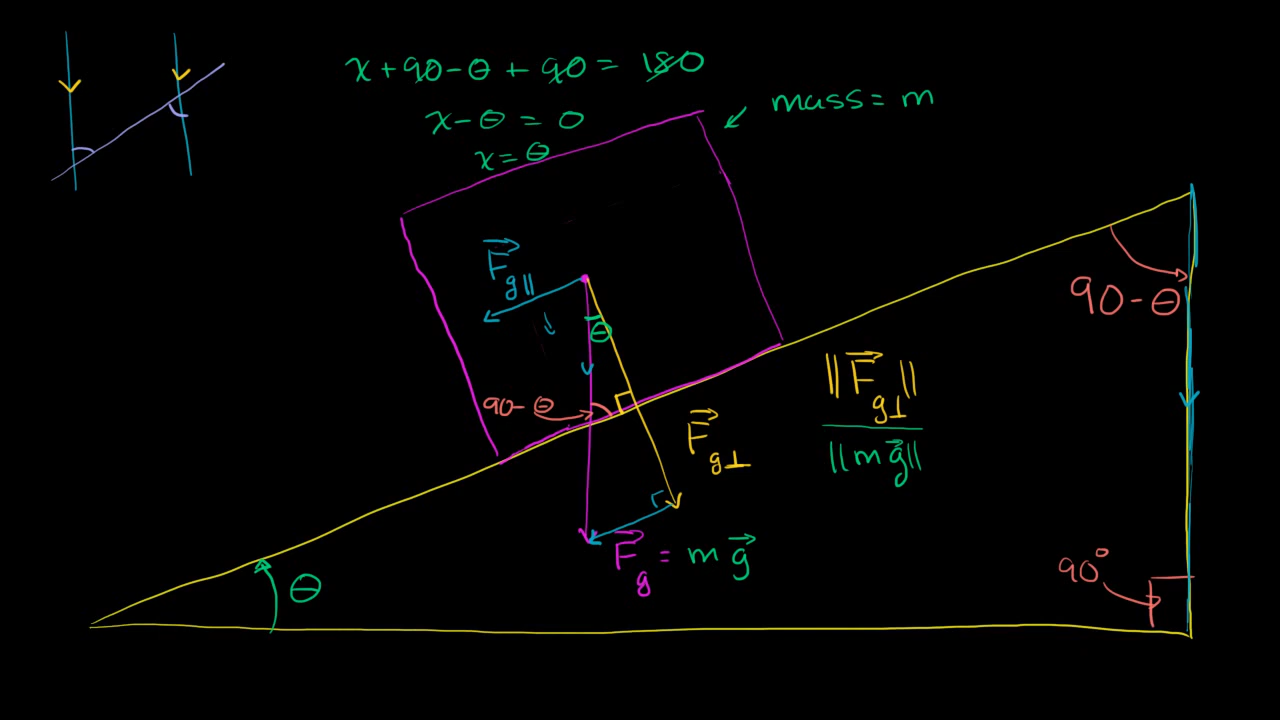 x + 90 - θ + 90 = 180
x - θ = 0
x = θ
mass = m
F⃗g∥
θ
90 - θ
90 - θ
‖F⃗g⊥‖
‖mg⃗‖
F⃗g⊥
F⃗g = mg⃗
90°
θ